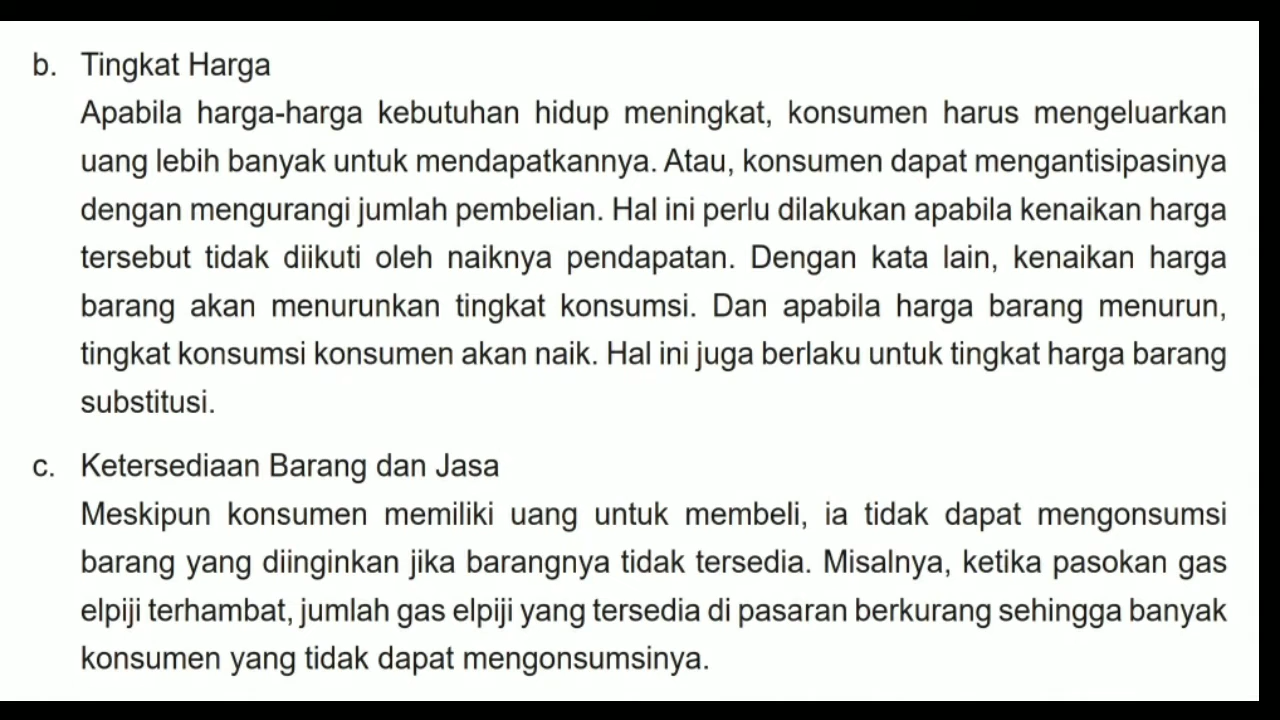 b. Tingkat Harga
Apabila harga-harga kebutuhan hidup meningkat, konsumen harus mengeluarkan
uang lebih banyak untuk mendapatkannya. Atau, konsumen dapat mengantisipasinya
dengan mengurangi jumlah pembelian. Hal ini perlu dilakukan apabila kenaikan harga
tersebut tidak diikuti oleh naiknya pendapatan. Dengan kata lain, kenaikan harga
barang akan menurunkan tingkat konsumsi. Dan apabila harga barang menurun,
tingkat konsumsi konsumen akan naik. Hal ini juga berlaku untuk tingkat harga barang
substitusi.
c. Ketersediaan Barang dan Jasa
Meskipun konsumen memiliki uang untuk membeli, ia tidak dapat mengonsumsi
barang yang diinginkan jika barangnya tidak tersedia. Misalnya, ketika pasokan gas
elpiji terhambat, jumlah gas elpiji yang tersedia di pasaran berkurang sehingga banyak
konsumen yang tidak dapat mengonsumsinya.